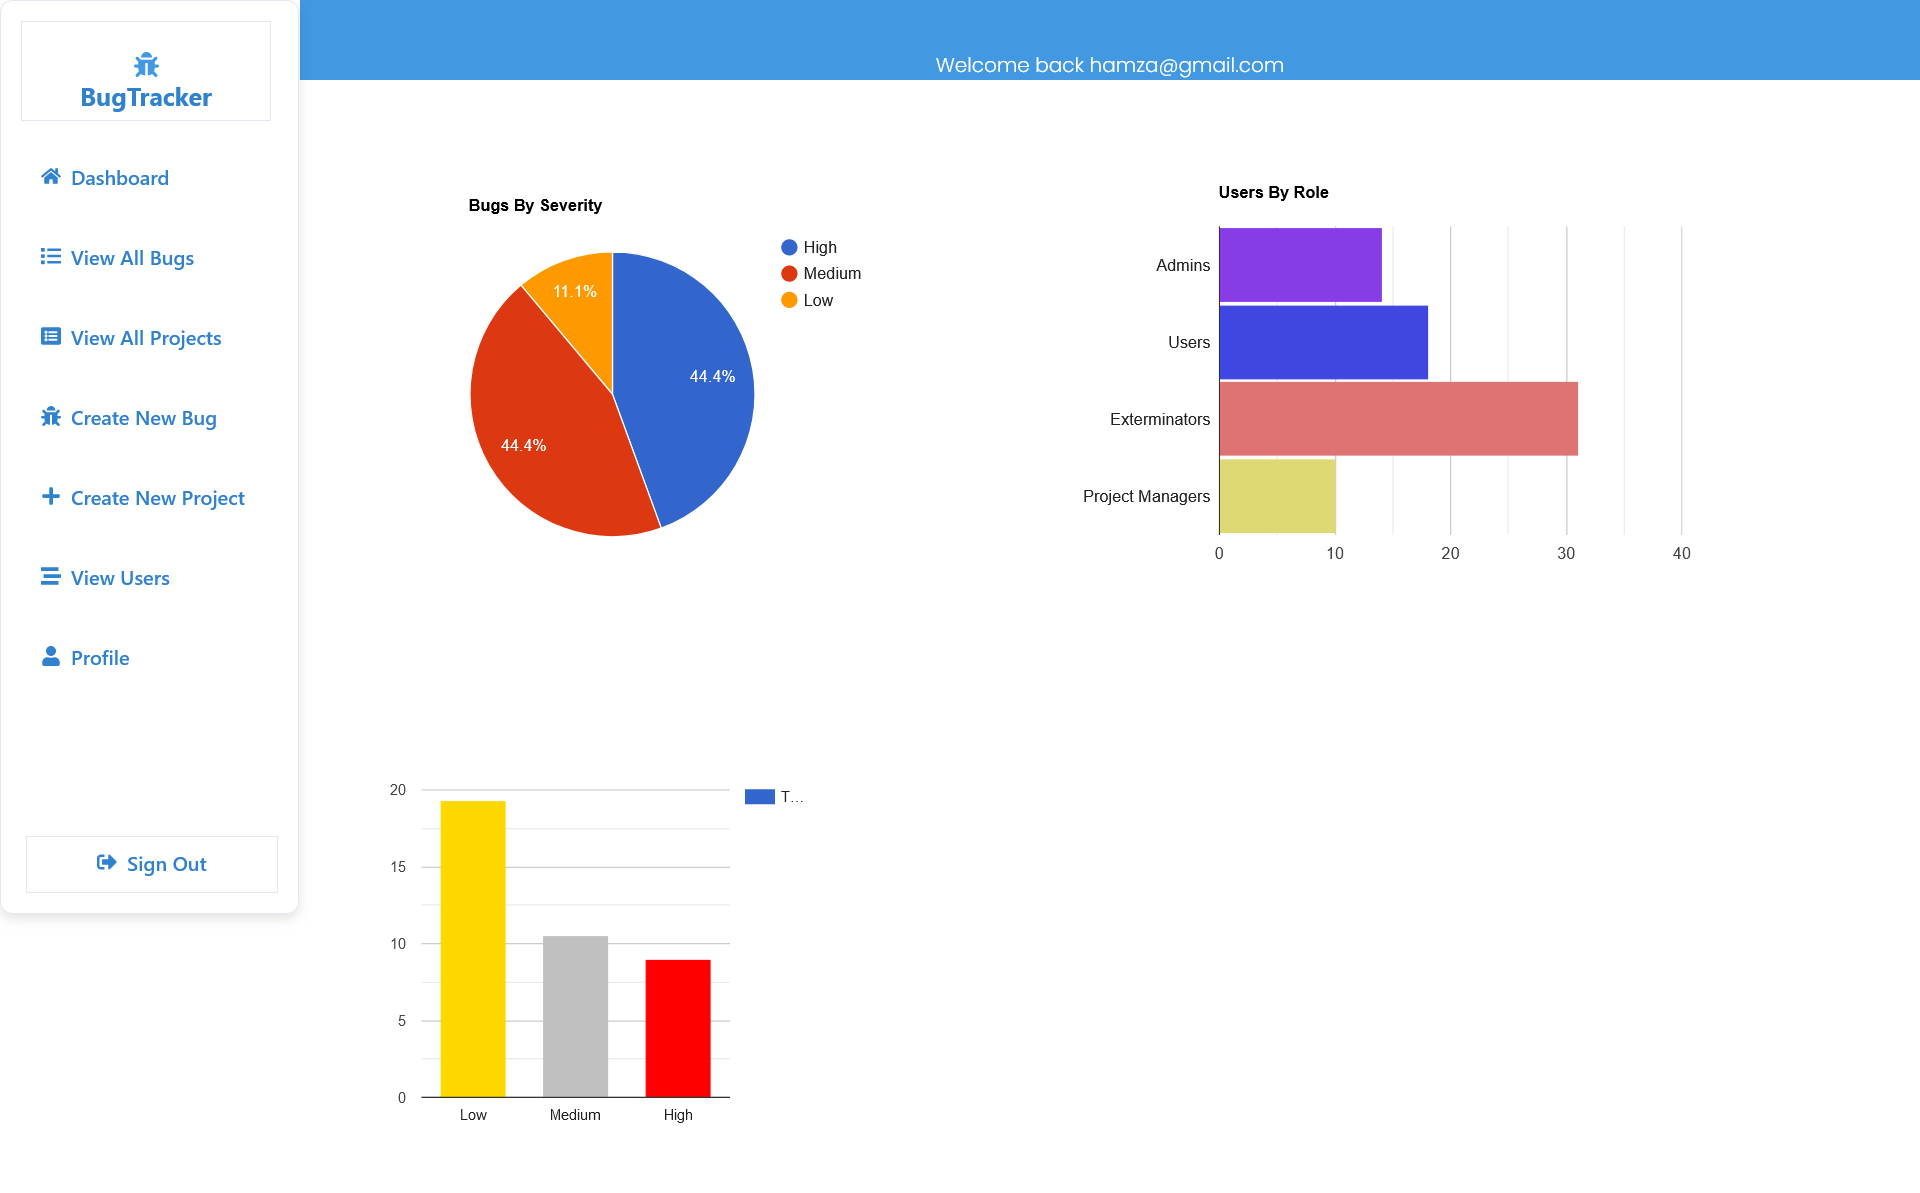 BugTracker
Dashboard
View All Bugs
View All Projects
Create New Bug
Create New Project
View Users
Profile
Sign Out
Welcome back hamza@gmail.com
Bugs By Severity
High
Medium
Low
11.1%
44.4%
44.4%
Users By Role
Admins
Users
Exterminators
Project Managers
0 10 20 30 40
20
15
10
5
0
Low Medium High
T...